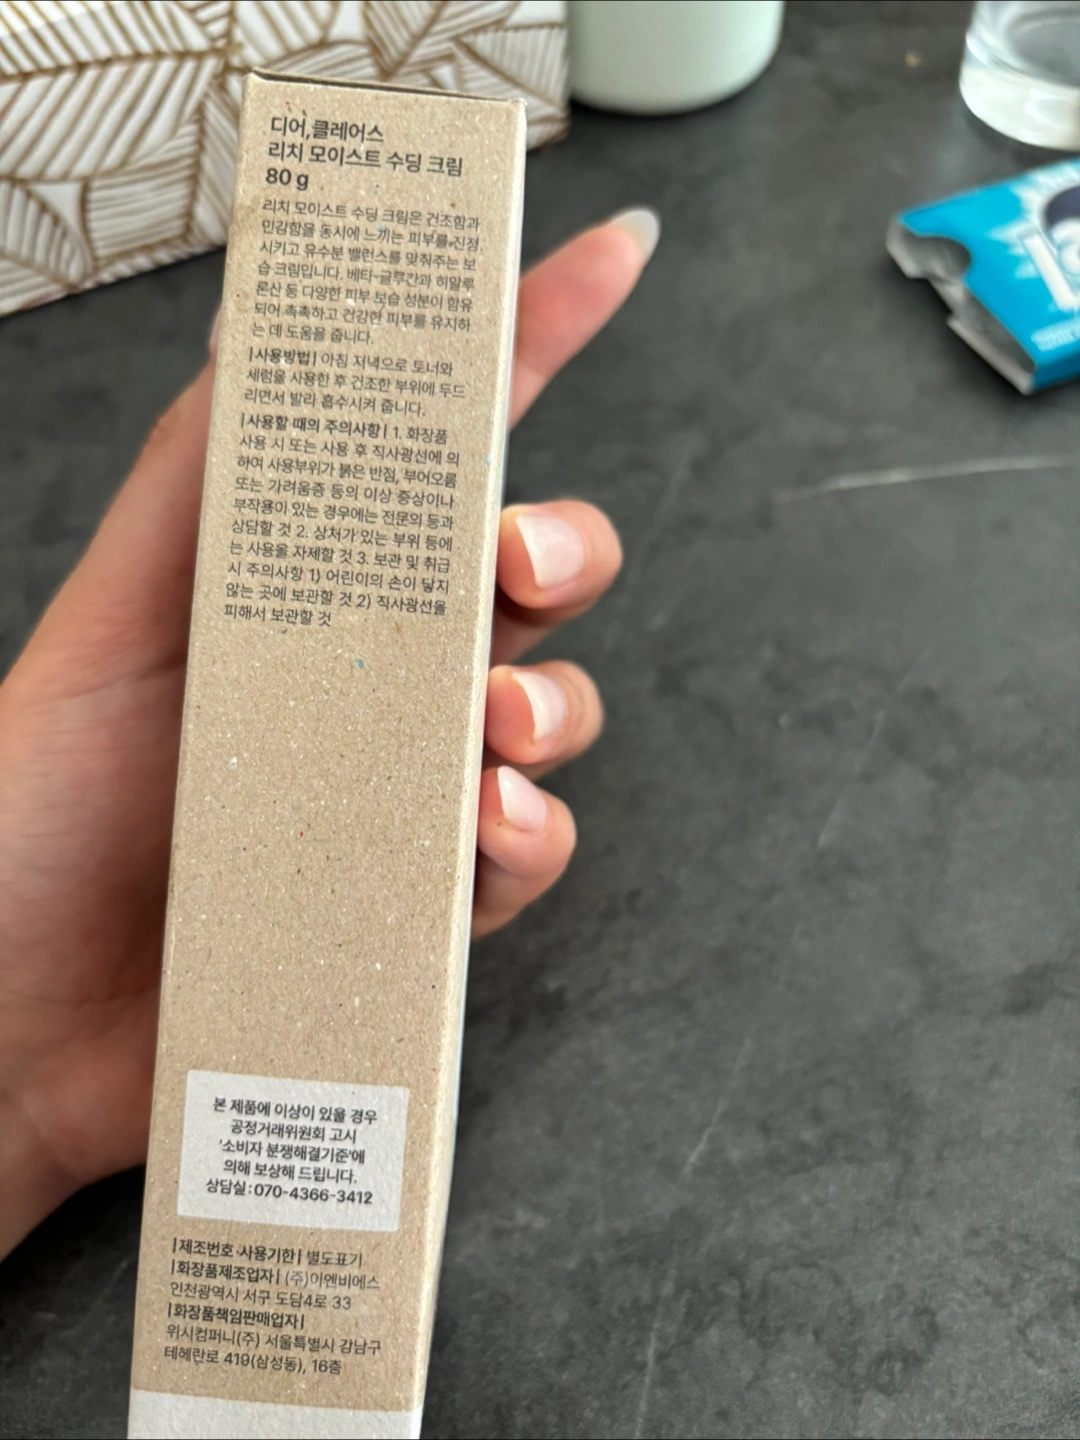 디어,클레어스
리치 모이스트 수딩 크림
80 g
리치 모이스트 수딩 크림은 건조함과
민감함을 동시에 느끼는 피부를 진정
시키고 유수분 밸런스를 맞춰주는 보
습 크림입니다. 베타-글루간과 히알루
론산 등 다양한 피부 보습 성분이 함유
되어 촉촉하고 건강한 피부를 유지하
는 데 도움을 줍니다.
|사용방법| 아침 저녁으로 토너와
세럼을 사용한 후 건조한 부위에 두드
리면서 발라 흡수시켜 줍니다.
|사용할 때의 주의사항| 1. 화장품
사용 시 또는 사용 후 직사광선에 의
하여 사용부위가 붉은 반점, 부어오름
또는 가려움증 등의 이상 증상이나
부작용이 있는 경우에는 전문의 등과
상담할 것 2. 상처가 있는 부위 등에
는 사용을 자제할 것 3. 보관 및 취급
시 주의사항 1) 어린이의 손이 닿지
않는 곳에 보관할 것 2) 직사광선을
피해서 보관할 것
본 제품에 이상이 있을 경우
공정거래위원회 고시
'소비자 분쟁해결기준'에
의해 보상해 드립니다.
상담실:070-4366-3412
|제조번호·사용기한| 별도표기
|화장품제조업자| (주)이앤비에스
인천광역시 서구 도담4로 33
|화장품책임판매업자|
위시컴퍼니(주) 서울특별시 강남구
테헤란로 419(삼성동), 16층